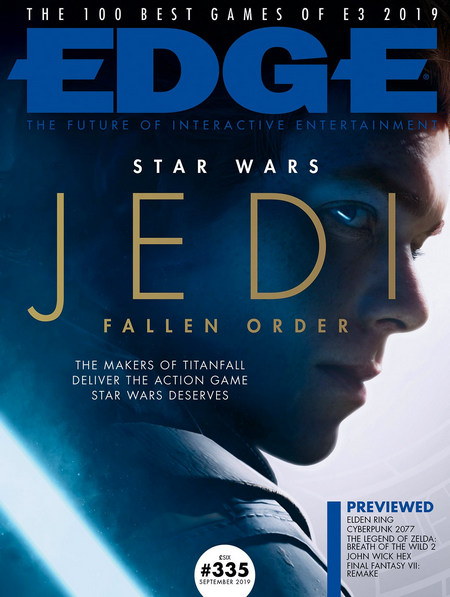 THE 100 BEST GAMES OF E3 2019
EDGE®
THE FUTURE OF INTERACTIVE ENTERTAINMENT
STAR WARS
JEDI
FALLEN ORDER
THE MAKERS OF TITANFALL
DELIVER THE ACTION GAME
STAR WARS DESERVES
PREVIEWED
ELDEN RING
CYBERPUNK 2077
THE LEGEND OF ZELDA:
BREATH OF THE WILD 2
JOHN WICK HEX
FINAL FANTASY VII:
REMAKE
£SIX
#335
SEPTEMBER 2019